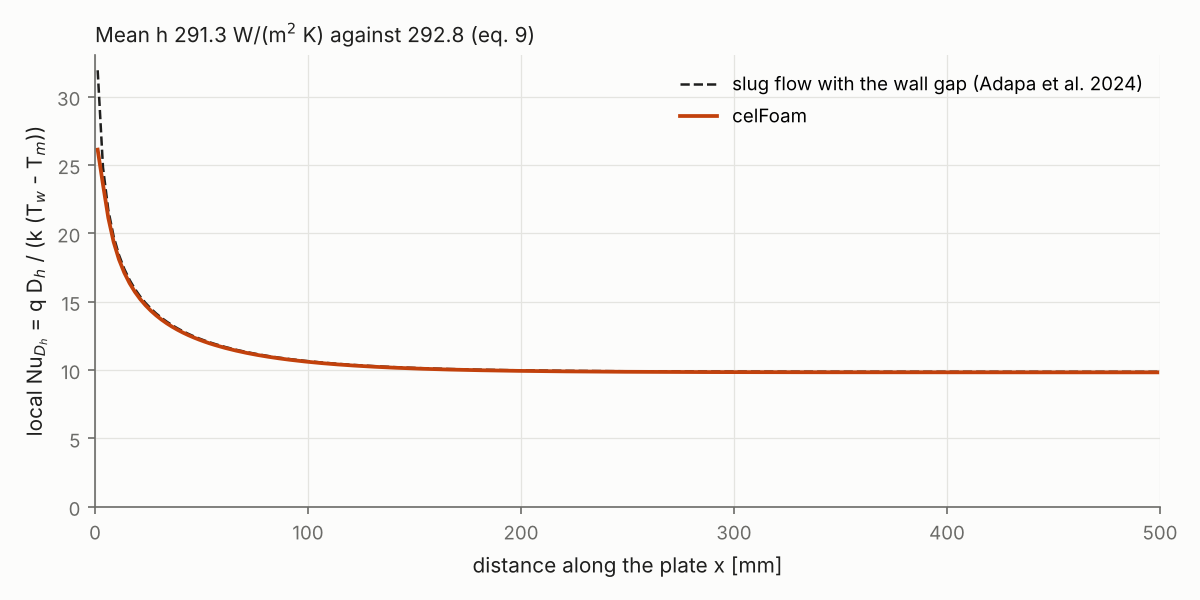 Mean h 291.3 W/(m² K) against 292.8 (eq. 9)
slug flow with the wall gap (Adapa et al. 2024)
celFoam
local Nu_{D_h} = q D_h / (k (T_w - T_m))
30
25
20
15
10
5
0
0 100 200 300 400 500
distance along the plate x [mm]